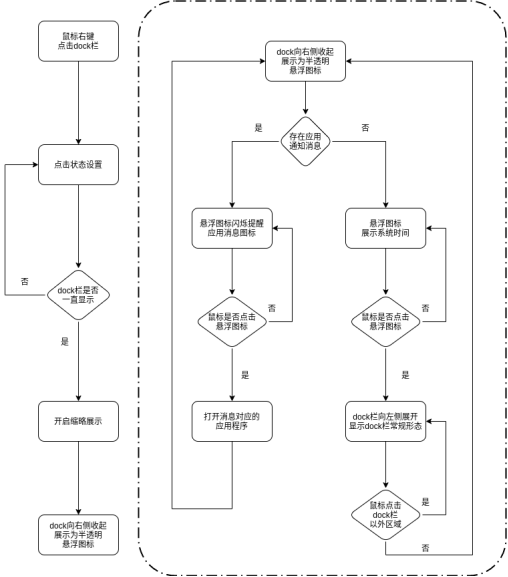 鼠标右键
点击dock栏
点击状态设置
否
dock栏是否
一直显示
是
开启缩略展示
dock向右侧收起
展示为半透明
悬浮图标
dock向右侧收起
展示为半透明
悬浮图标
存在应用
通知消息
是
否
悬浮图标闪烁提醒
应用消息图标
鼠标是否点击
悬浮图标
否
是
打开消息对应的
应用程序
悬浮图标
展示系统时间
鼠标是否点击
悬浮图标
否
是
dock栏向左侧展开
显示dock栏常规形态
鼠标点击
dock栏
以外区域
是
否